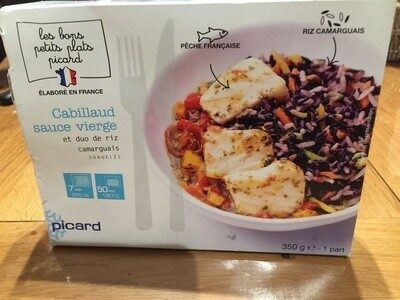 les bons
petits plats
picard
ÉLABORÉ EN FRANCE
PÊCHE FRANÇAISE
RIZ CAMARGUAIS
Cabillaud
sauce vierge
et duo de riz
camarguais
SURGELÉS
7 min
900 W
50 min
180°C
picard
350 g e - 1 part